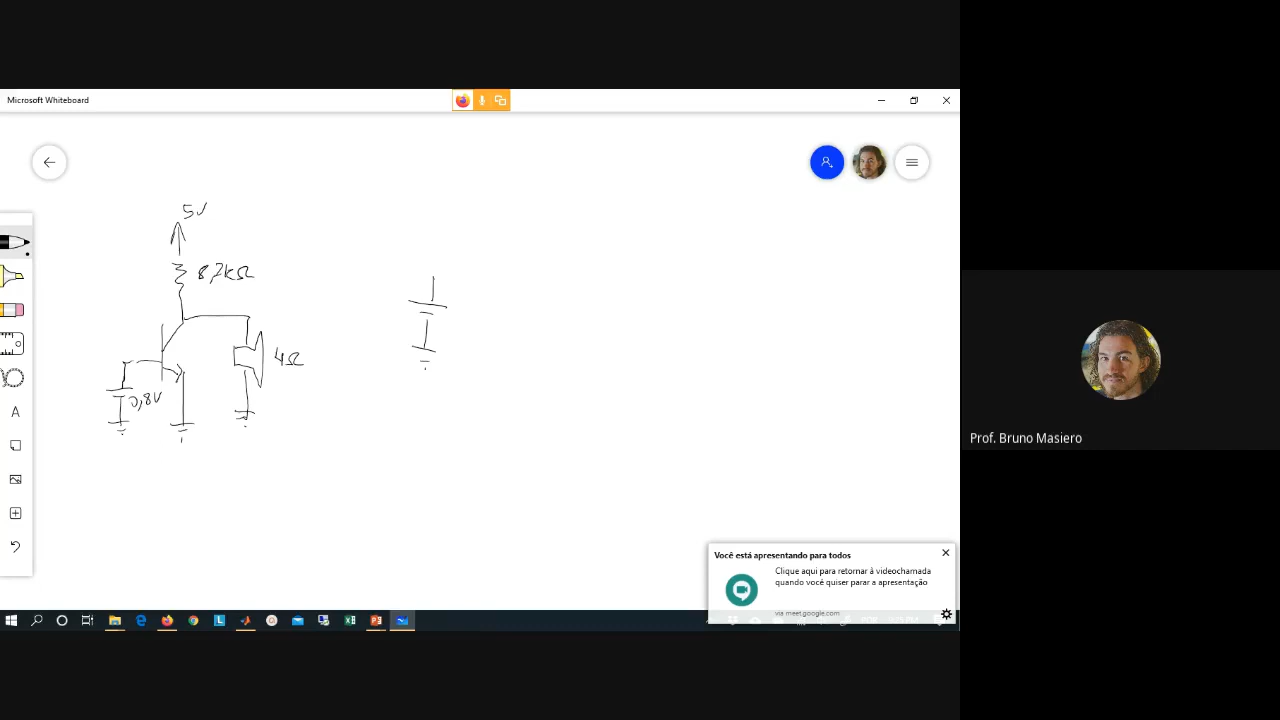 Microsoft Whiteboard
5V
8,2kΩ
4Ω
0,8V
A
Prof. Bruno Masiero
Você está apresentando para todos
Clique aqui para retornar à videochamada
quando você quiser parar a apresentação
via meet.google.com